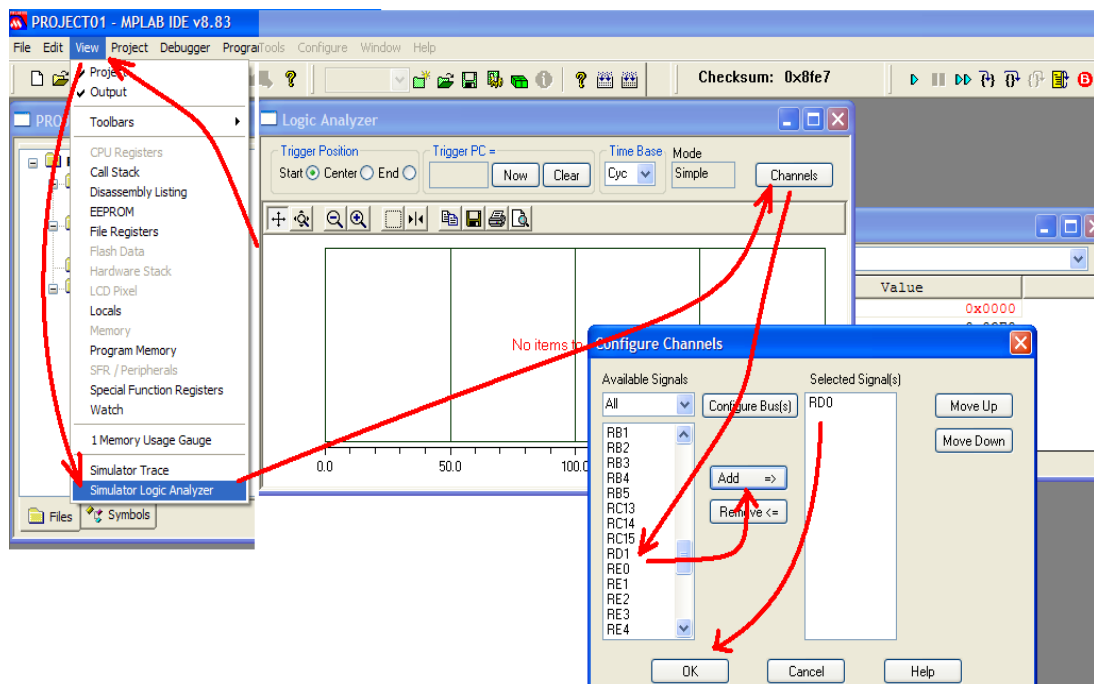 PROJECT01 - MPLAB IDE v8.83
File Edit View Project Debugger Progra Tools Configure Window Help
Checksum: 0x8fe7
Project
Output
Toolbars
CPU Registers
Call Stack
Disassembly Listing
EEPROM
File Registers
Flash Data
Hardware Stack
LCD Pixel
Locals
Memory
Program Memory
SFR / Peripherals
Special Function Registers
Watch
1 Memory Usage Gauge
Simulator Trace
Simulator Logic Analyzer
Files Symbols
Logic Analyzer
Trigger Position Trigger PC = Time Base Mode
Start Center End Now Clear Cyc Simple Channels
No items to
0.0 50.0 100.0
Value
0x0000
Configure Channels
Available Signals Selected Signal(s)
All Configure Bus(s) RD0 Move Up
Move Down
RB1
RB2
RB3
RB4
RB5
RC13
RC14
RC15
RD1
RE0
RE1
RE2
RE3
RE4
Add =>
Remove <=
OK Cancel Help